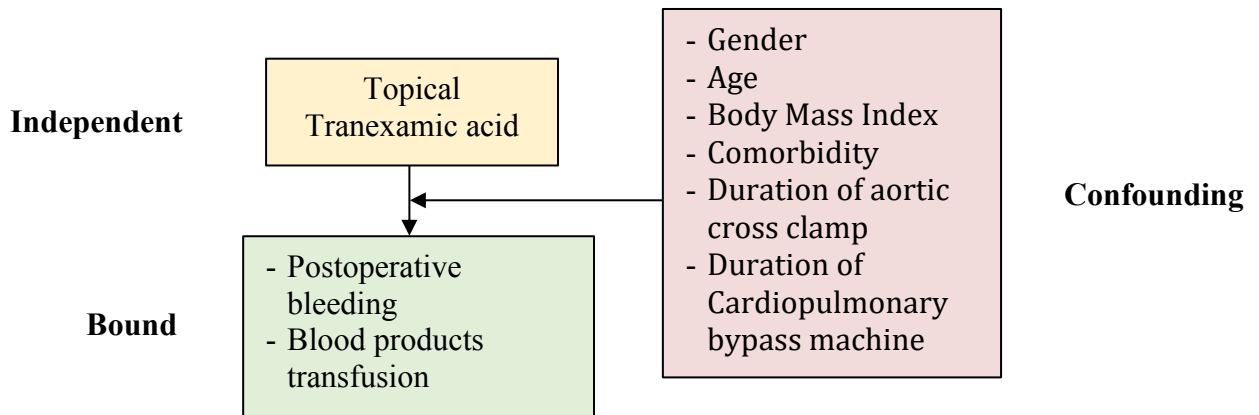 Independent
Topical
Tranexamic acid
Bound
- Postoperative
bleeding
- Blood products
transfusion
- Gender
- Age
- Body Mass Index
- Comorbidity
- Duration of aortic
cross clamp
- Duration of
Cardiopulmonary
bypass machine
Confounding